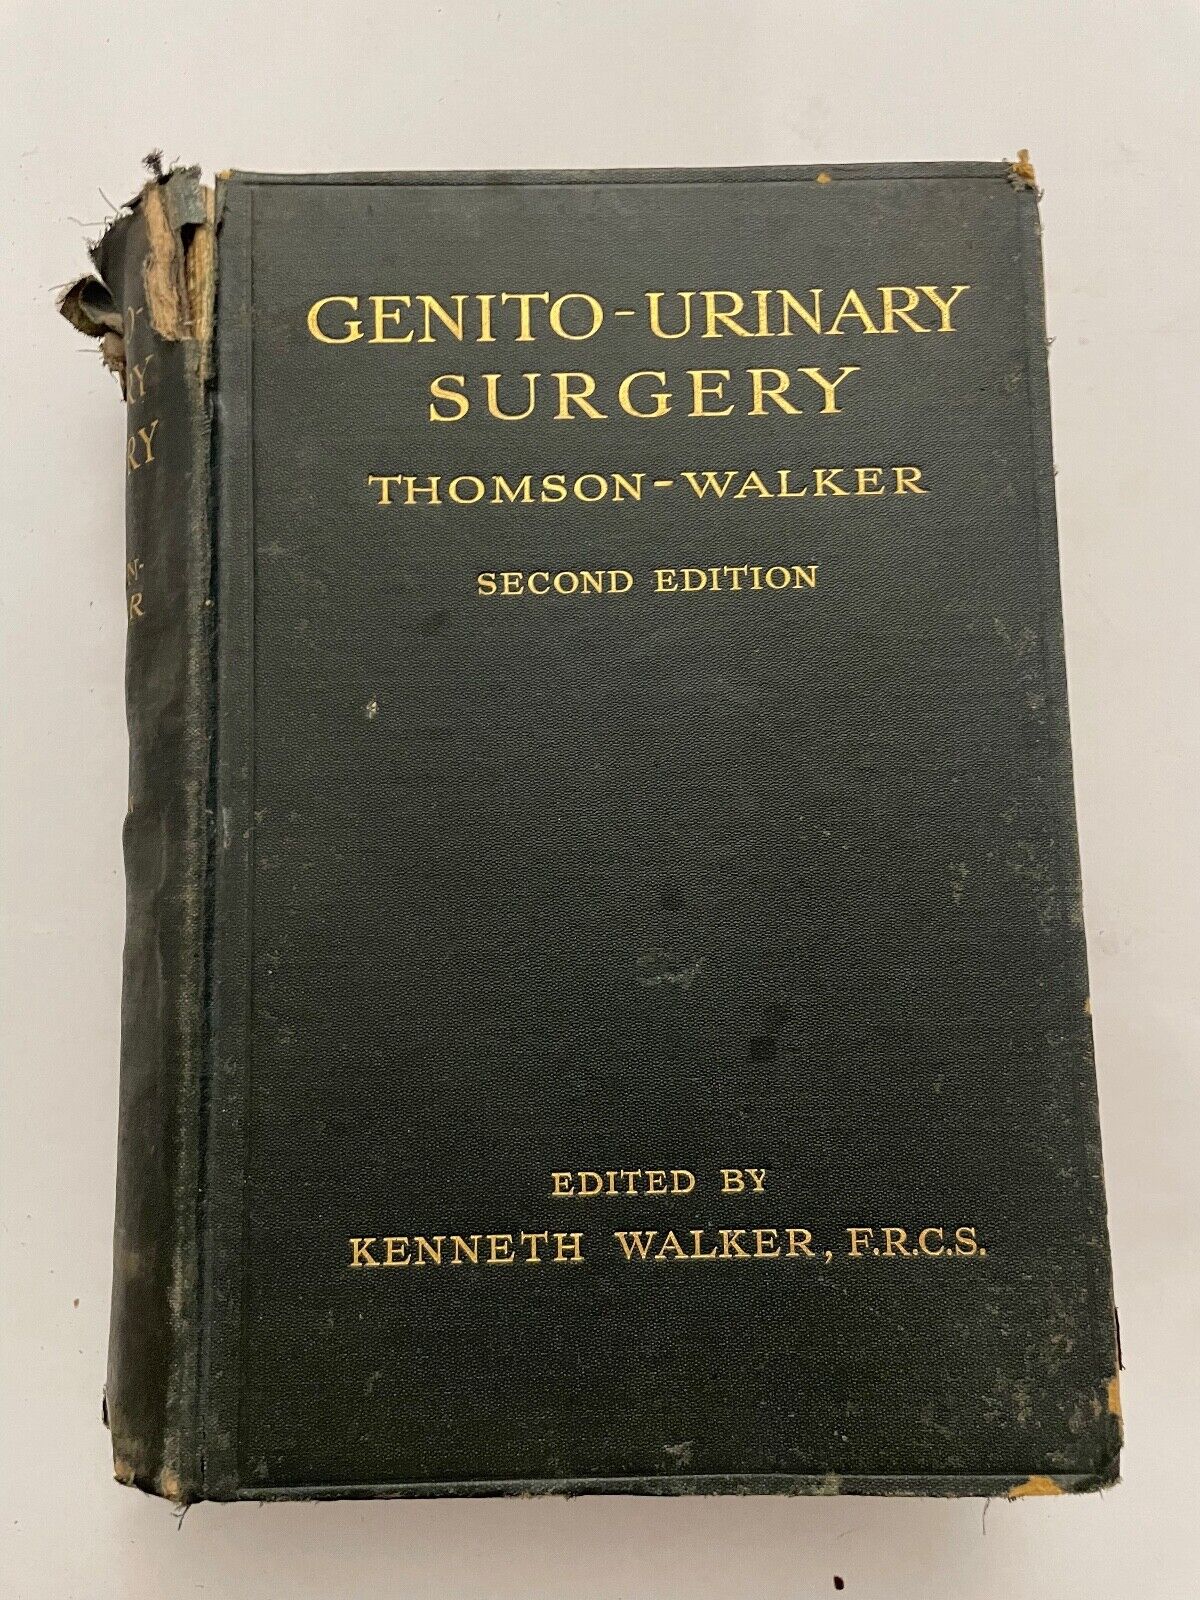 GENITO-URINARY
SURGERY
THOMSON-WALKER
SECOND EDITION
EDITED BY
KENNETH WALKER, F.R.C.S.